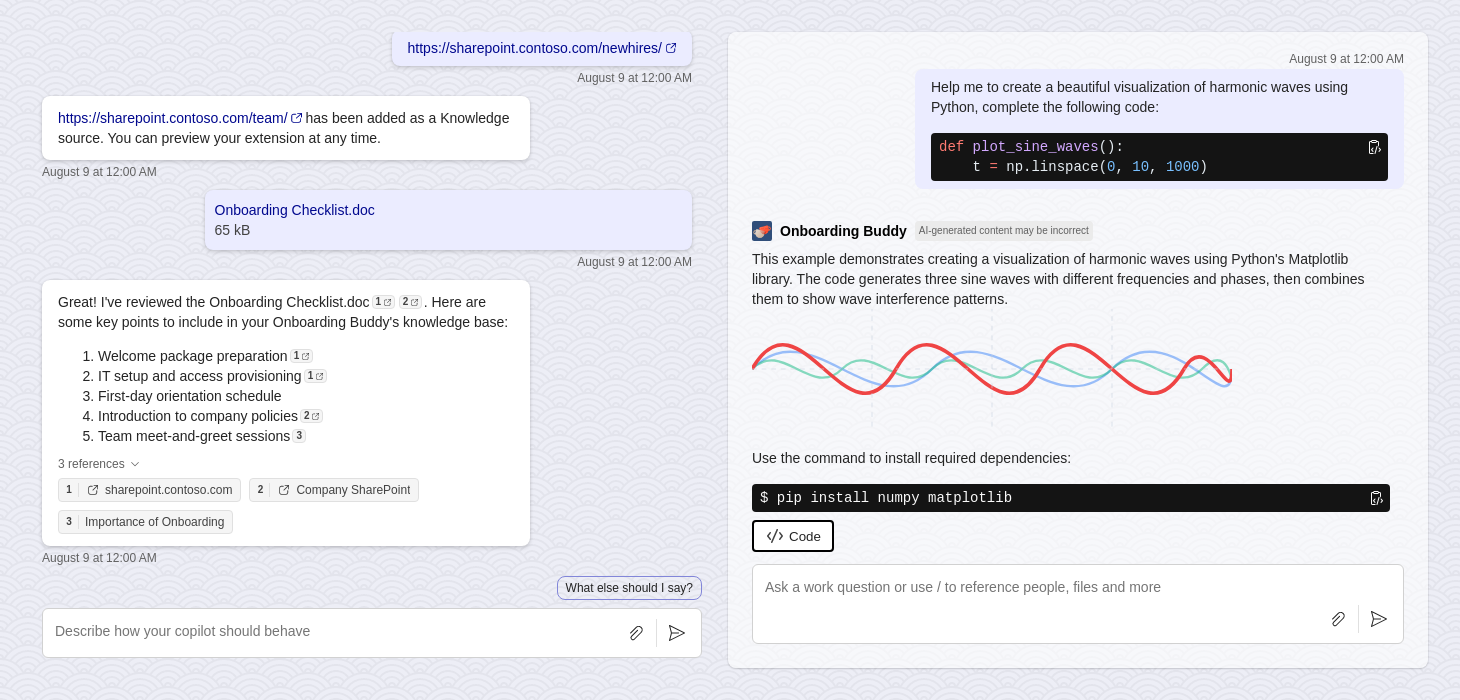 https://sharepoint.contoso.com/newhires/
August 9 at 12:00 AM
https://sharepoint.contoso.com/team/ has been added as a Knowledge
source. You can preview your extension at any time.
August 9 at 12:00 AM
Onboarding Checklist.doc
65 kB
August 9 at 12:00 AM
Great! I've reviewed the Onboarding Checklist.doc 1 2 . Here are
some key points to include in your Onboarding Buddy's knowledge base:
1. Welcome package preparation 1
2. IT setup and access provisioning 1
3. First-day orientation schedule
4. Introduction to company policies 2
5. Team meet-and-greet sessions 3
3 references
1 sharepoint.contoso.com 2 Company SharePoint
3 Importance of Onboarding
August 9 at 12:00 AM
What else should I say?
Describe how your copilot should behave
August 9 at 12:00 AM
Help me to create a beautiful visualization of harmonic waves using
Python, complete the following code:
def plot_sine_waves():
    t = np.linspace(0, 10, 1000)
Onboarding Buddy AI-generated content may be incorrect
This example demonstrates creating a visualization of harmonic waves using Python's Matplotlib
library. The code generates three sine waves with different frequencies and phases, then combines
them to show wave interference patterns.
Use the command to install required dependencies:
$ pip install numpy matplotlib
Code
Ask a work question or use / to reference people, files and more